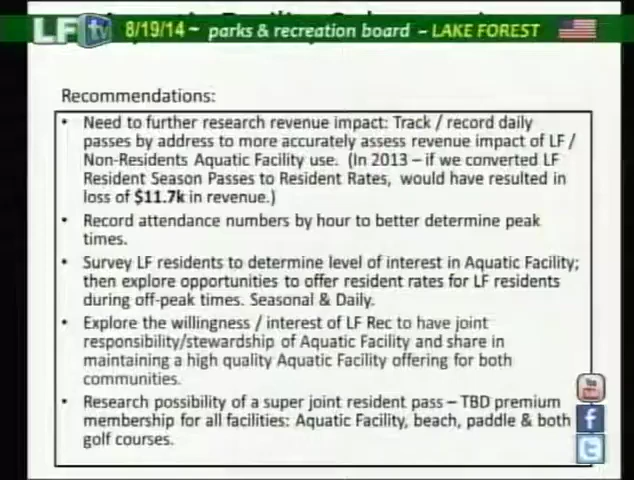 LF tv 8/19/14 ~ parks & recreation board ~ LAKE FOREST
Recommendations:
• Need to further research revenue impact: Track / record daily
passes by address to more accurately assess revenue impact of LF /
Non-Residents Aquatic Facility use. (In 2013 – if we converted LF
Resident Season Passes to Resident Rates, would have resulted in
loss of $11.7k in revenue.)
• Record attendance numbers by hour to better determine peak
times.
• Survey LF residents to determine level of interest in Aquatic Facility;
then explore opportunities to offer resident rates for LF residents
during off-peak times. Seasonal & Daily.
• Explore the willingness / interest of LF Rec to have joint
responsibility/stewardship of Aquatic Facility and share in
maintaining a high quality Aquatic Facility offering for both
communities.
• Research possibility of a super joint resident pass – TBD premium
membership for all facilities: Aquatic Facility, beach, paddle & both
golf courses.
You
f
t